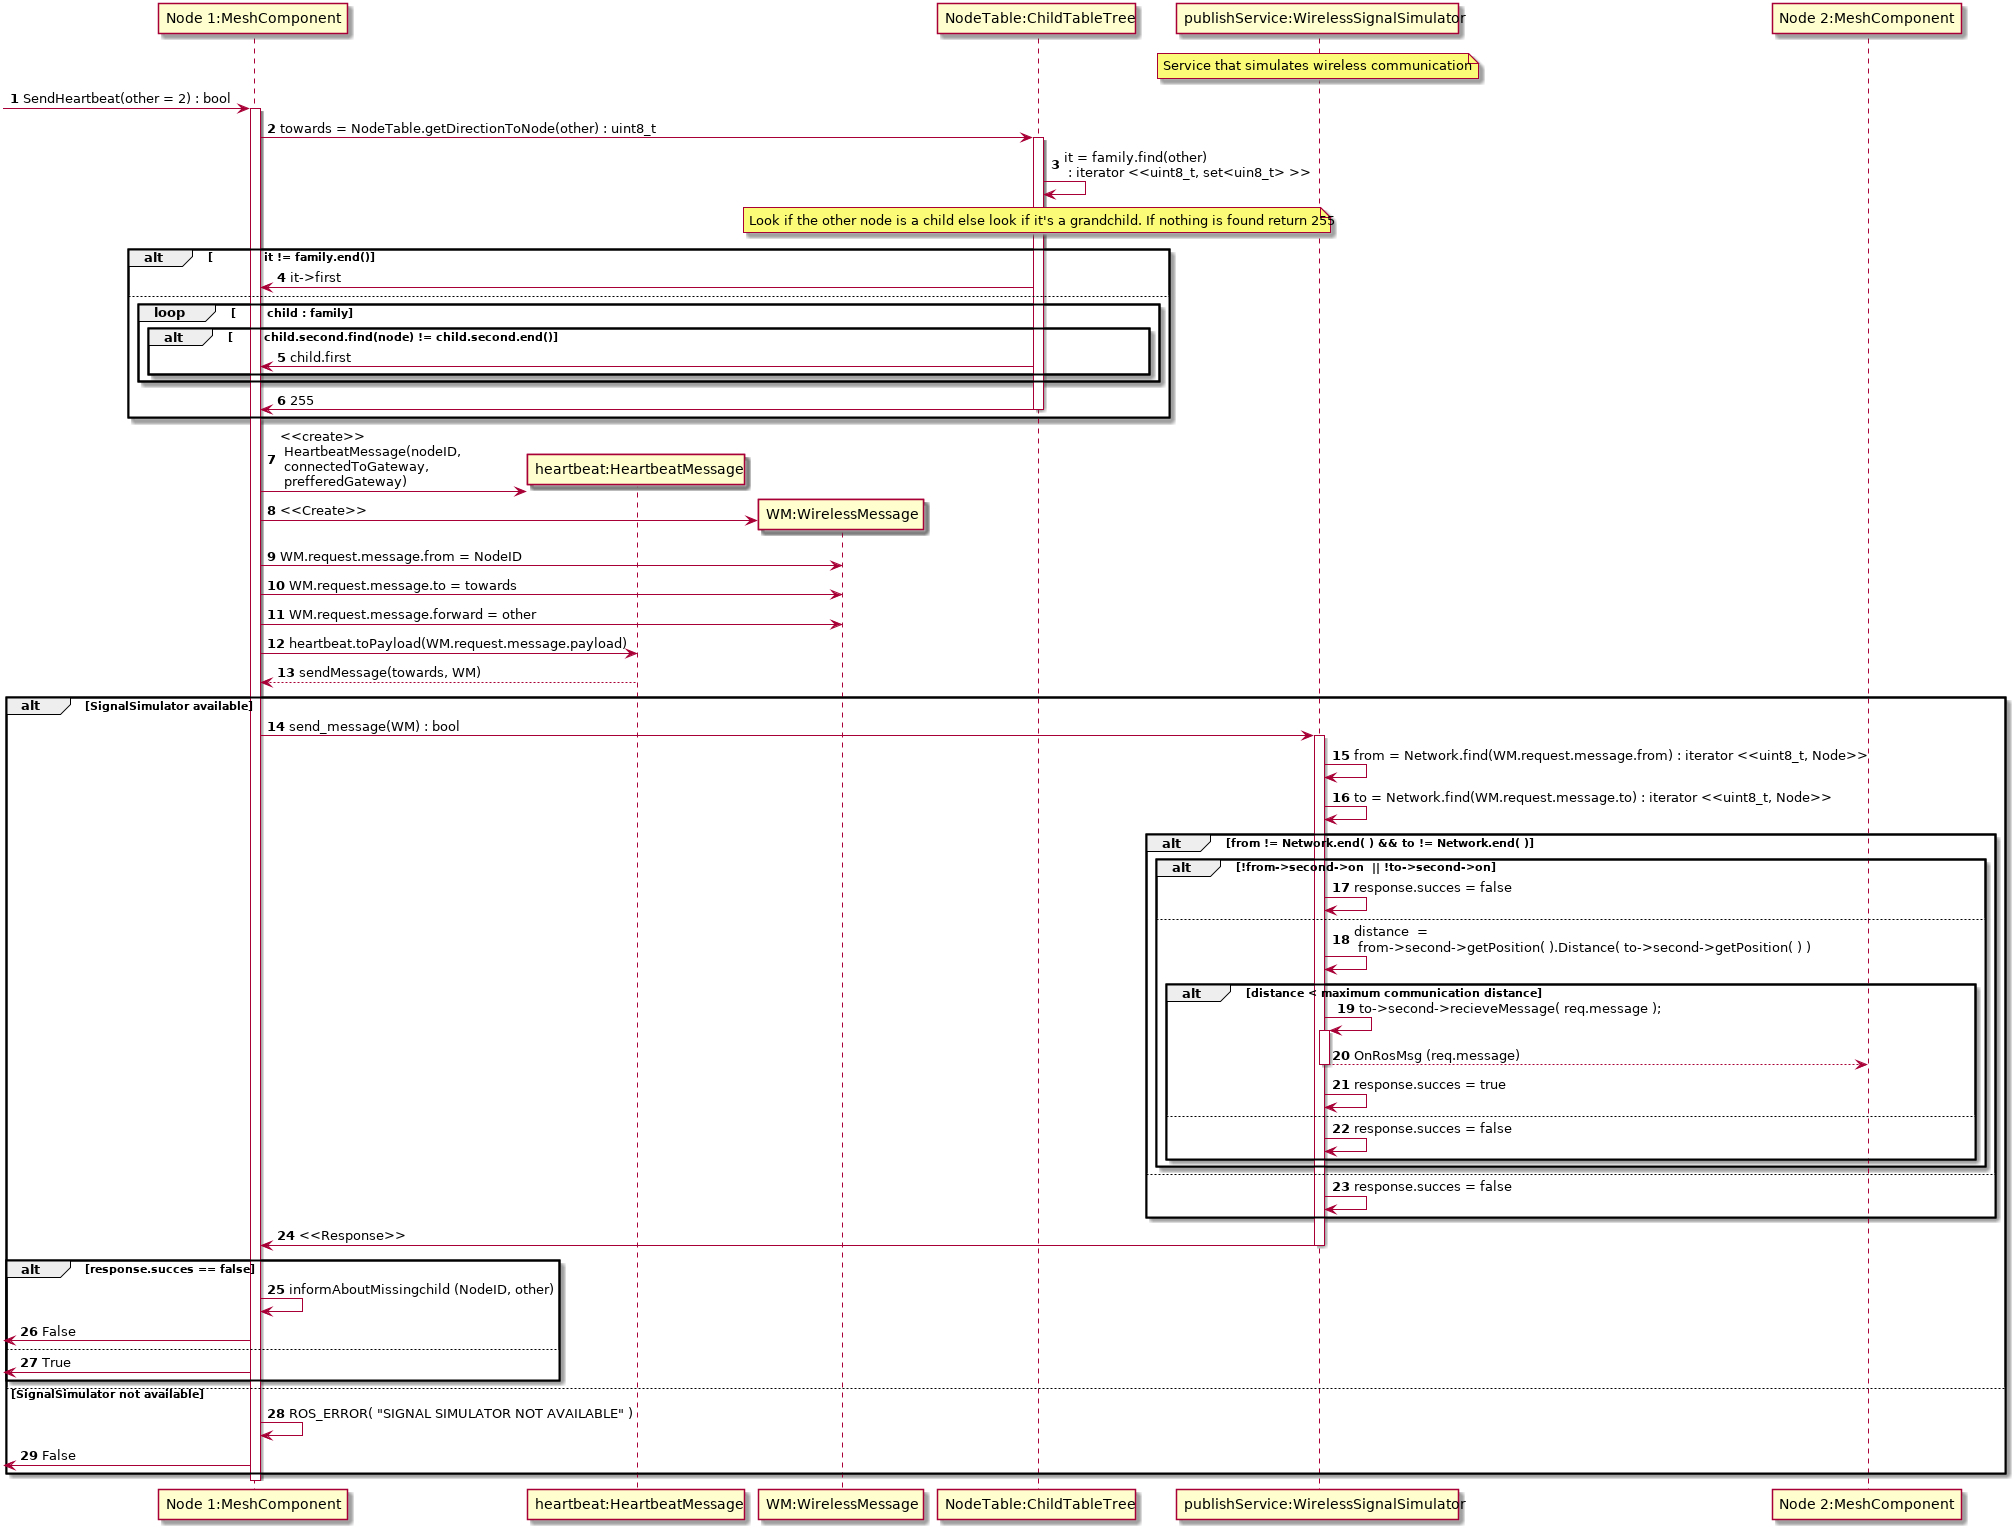 Node 1:MeshComponent
NodeTable:ChildTableTree
publishService:WirelessSignalSimulator
Node 2:MeshComponent
Service that simulates wireless communication
1 SendHeartbeat(other = 2) : bool
2 towards = NodeTable.getDirectionToNode(other) : uint8_t
3 it = family.find(other)
: iterator <<uint8_t, set<uin8_t> >>
Look if the other node is a child else look if it's a grandchild. If nothing is found return 255
alt [ it != family.end()]
4 it->first
loop [ child : family]
alt [ child.second.find(node) != child.second.end()]
5 child.first
6 255
7 <<create>>
HeartbeatMessage(nodeID,
connectedToGateway,
prefferedGateway)
heartbeat:HeartbeatMessage
8 <<Create>>
WM:WirelessMessage
9 WM.request.message.from = NodeID
10 WM.request.message.to = towards
11 WM.request.message.forward = other
12 heartbeat.toPayload(WM.request.message.payload)
13 sendMessage(towards, WM)
alt [SignalSimulator available]
14 send_message(WM) : bool
15 from = Network.find(WM.request.message.from) : iterator <<uint8_t, Node>>
16 to = Network.find(WM.request.message.to) : iterator <<uint8_t, Node>>
alt [from != Network.end( ) && to != Network.end( )]
alt [!from->second->on || !to->second->on]
17 response.succes = false
18 distance =
from->second->getPosition( ).Distance( to->second->getPosition( ) )
alt [distance < maximum communication distance]
19 to->second->recieveMessage( req.message );
20 OnRosMsg (req.message)
21 response.succes = true
22 response.succes = false
23 response.succes = false
24 <<Response>>
alt [response.succes == false]
25 informAboutMissingchild (NodeID, other)
26 False
27 True
[SignalSimulator not available]
28 ROS_ERROR( "SIGNAL SIMULATOR NOT AVAILABLE" )
29 False
Node 1:MeshComponent
heartbeat:HeartbeatMessage
WM:WirelessMessage
NodeTable:ChildTableTree
publishService:WirelessSignalSimulator
Node 2:MeshComponent